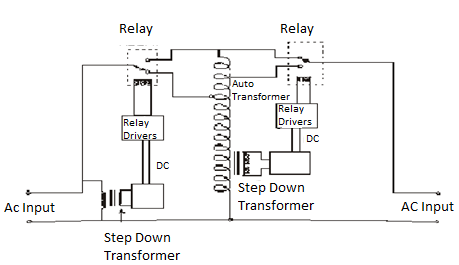 Relay
Relay
Auto
Transformer
Relay
Drivers
Relay
Drivers
DC
DC
Ac Input
Step Down
Transformer
AC Input
Step Down
Transformer